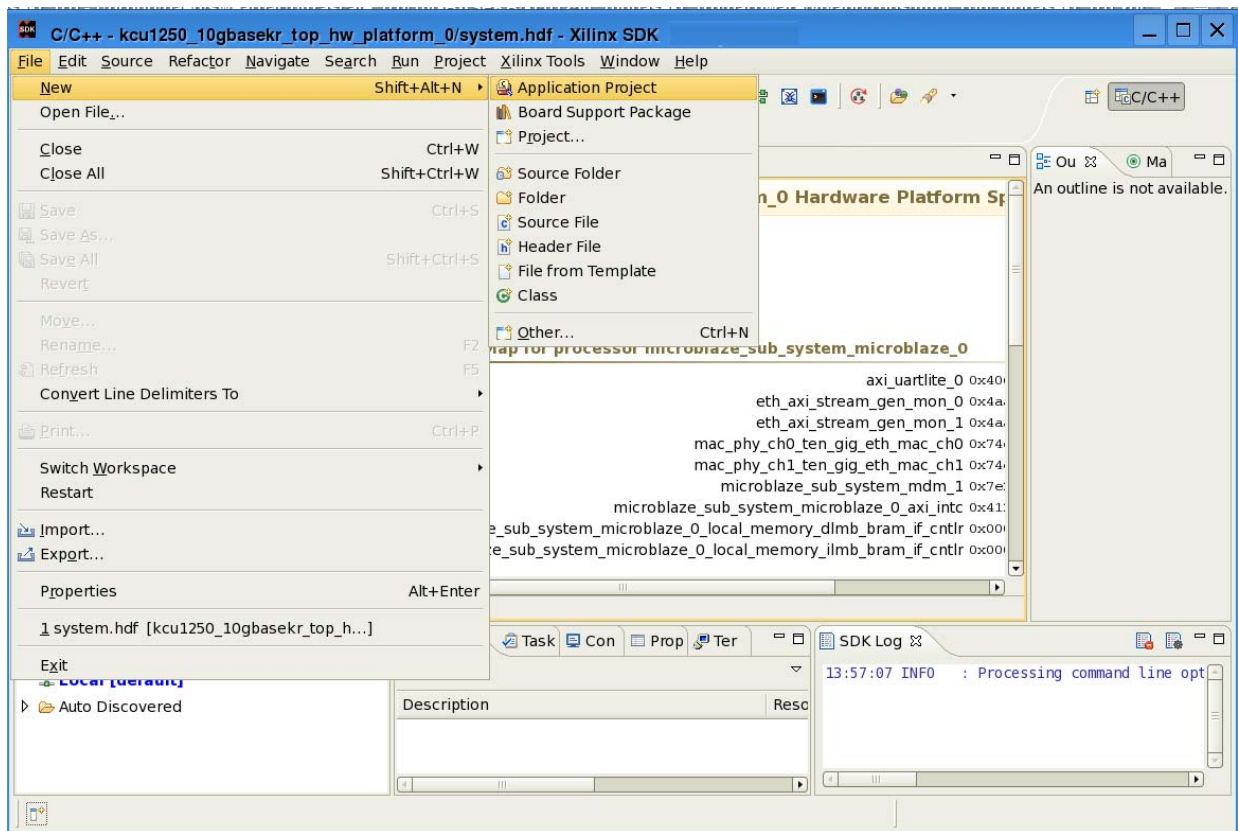 C/C++ - kcu1250_10gbasekr_top_hw_platform_0/system.hdf - Xilinx SDK
File Edit Source Refactor Navigate Search Run Project Xilinx Tools Window Help
New Shift+Alt+N
Open File...
Close Ctrl+W
Close All Shift+Ctrl+W
Save Ctrl+S
Save As...
Save All Shift+Ctrl+S
Revert
Move...
Rename... F2
Refresh F5
Convert Line Delimiters To
Print... Ctrl+P
Switch Workspace
Restart
Import...
Export...
Properties Alt+Enter
1 system.hdf [kcu1250_10gbasekr_top_h...]
Exit
Application Project
Board Support Package
Project...
Source Folder
Folder
Source File
Header File
File from Template
Class
Other... Ctrl+N
C/C++
Ou Ma
An outline is not available.
n_0 Hardware Platform Sp
Map for processor microblaze_sub_system_microblaze_0
axi_uartlite_0 0x40
eth_axi_stream_gen_mon_0 0x4a
eth_axi_stream_gen_mon_1 0x4a
mac_phy_ch0_ten_gig_eth_mac_ch0 0x74
mac_phy_ch1_ten_gig_eth_mac_ch1 0x74
microblaze_sub_system_mdm_1 0x7e
microblaze_sub_system_microblaze_0_axi_intc 0x41
e_sub_system_microblaze_0_local_memory_dlmb_bram_if_cntlr 0x00
e_sub_system_microblaze_0_local_memory_ilmb_bram_if_cntlr 0x00
Local [default]
Auto Discovered
Task Con Prop Ter
Description Reso
SDK Log
13:57:07 INFO : Processing command line opt